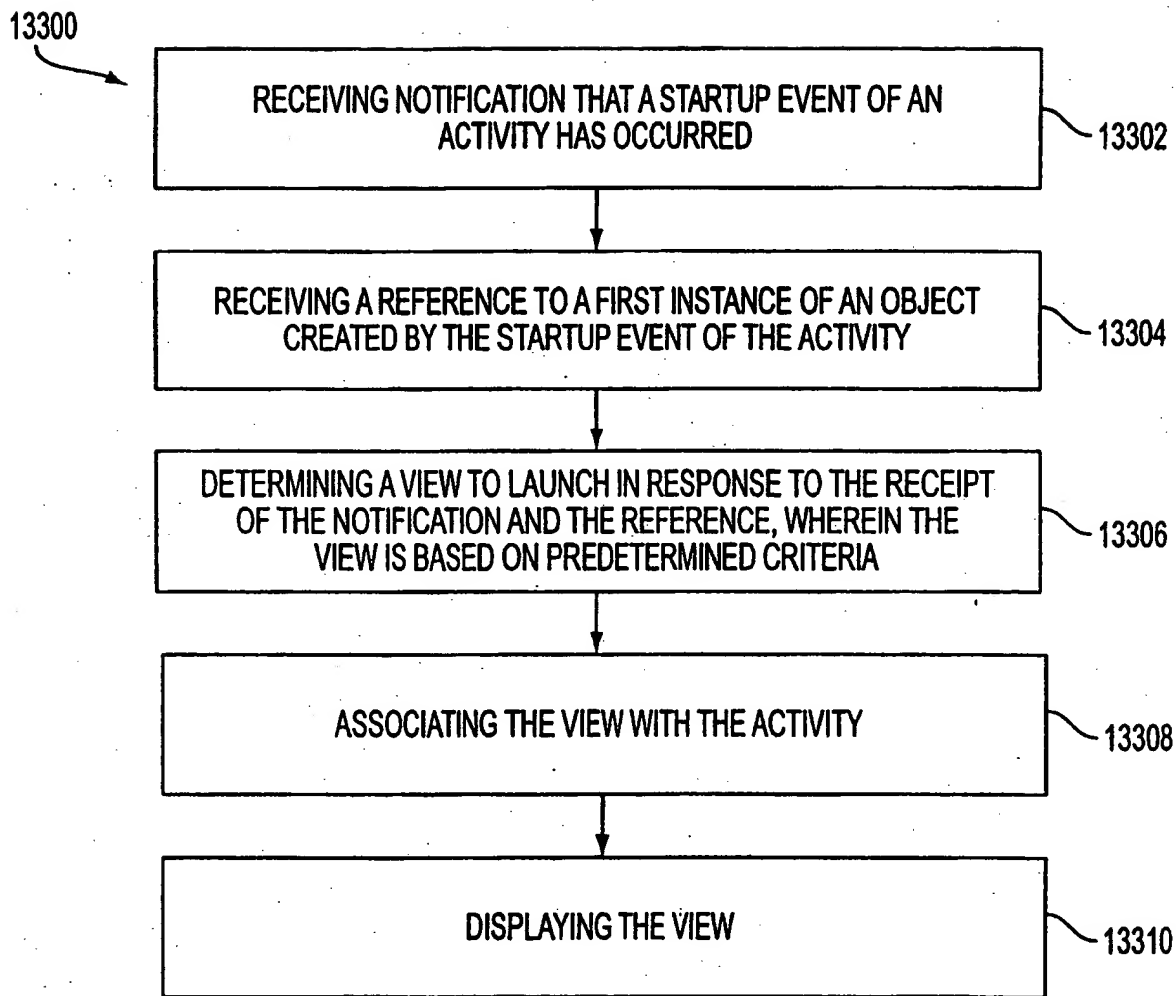 13300
RECEIVING NOTIFICATION THAT A STARTUP EVENT OF AN
ACTIVITY HAS OCCURRED
13302
RECEIVING A REFERENCE TO A FIRST INSTANCE OF AN OBJECT
CREATED BY THE STARTUP EVENT OF THE ACTIVITY
13304
DETERMINING A VIEW TO LAUNCH IN RESPONSE TO THE RECEIPT
OF THE NOTIFICATION AND THE REFERENCE, WHEREIN THE
VIEW IS BASED ON PREDETERMINED CRITERIA
13306
ASSOCIATING THE VIEW WITH THE ACTIVITY
13308
DISPLAYING THE VIEW
13310